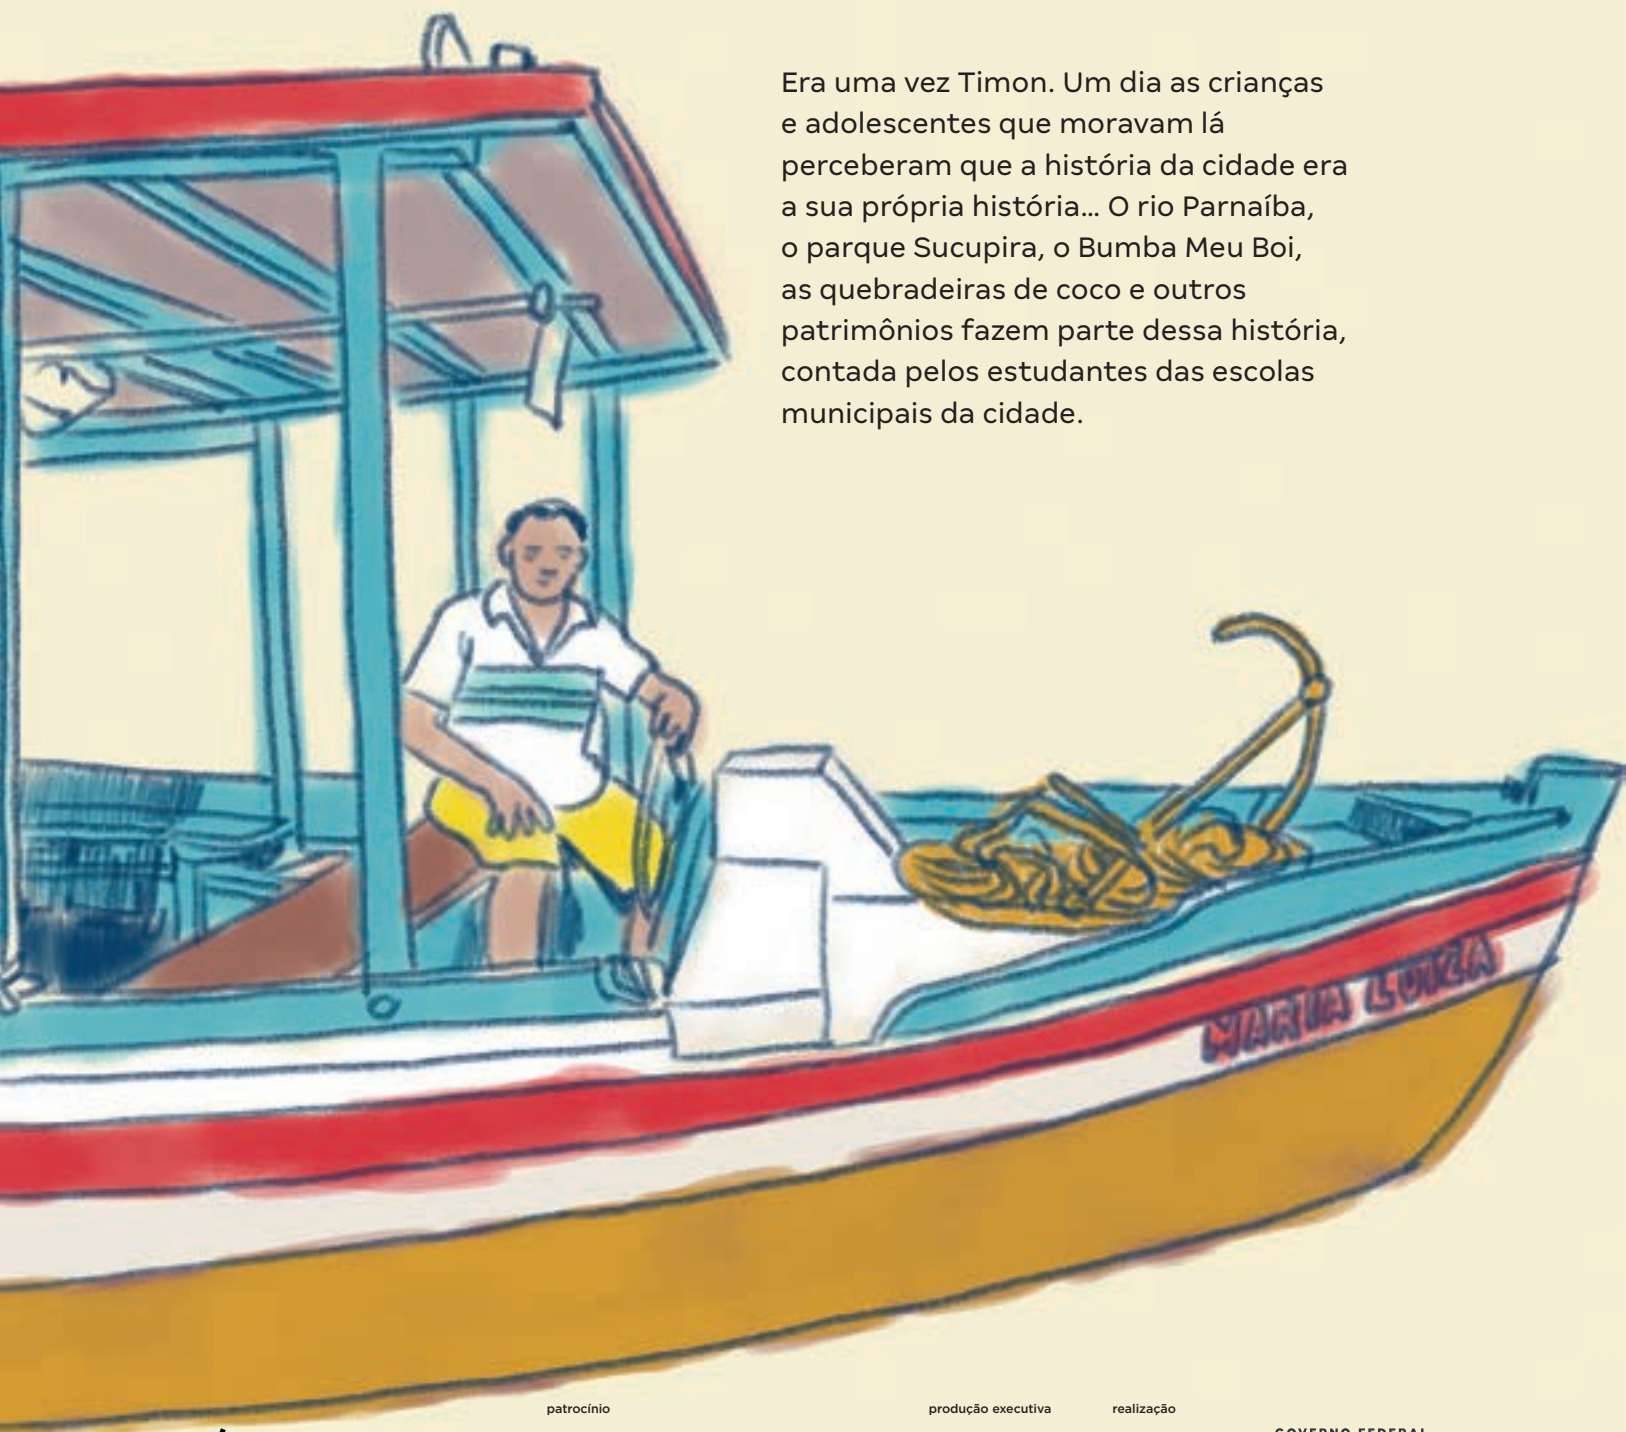 Era uma vez Timon. Um dia as crianças
e adolescentes que moravam lá
perceberam que a história da cidade era
a sua própria história... O rio Parnaíba,
o parque Sucupira, o Bumba Meu Boi,
as quebradeiras de coco e outros
patrimônios fazem parte dessa história,
contada pelos estudantes das escolas
municipais da cidade.
MARIA LUIZA
patrocínio
produção executiva
realização
GOVERNO FEDERAL